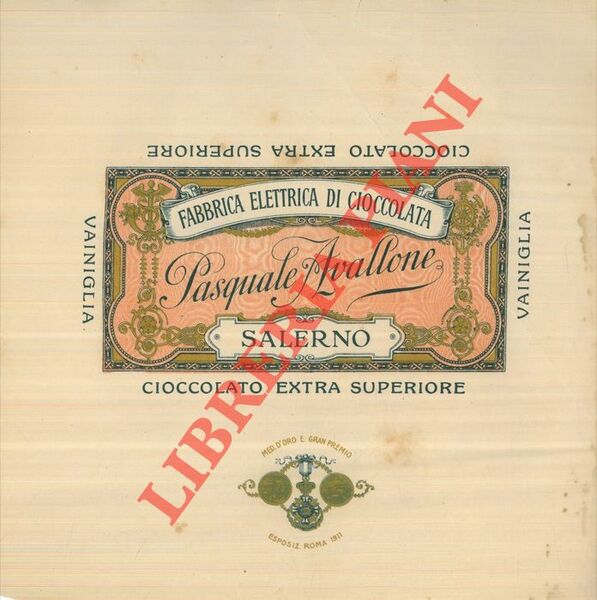 CIOCCOLATO EXTRA SUPERIORE
FABBRICA ELETTRICA DI CIOCCOLATA
Pasquale Avallone
SALERNO
VAINIGLIA.
VAINIGLIA
CIOCCOLATO EXTRA SUPERIORE
MED. D'ORO E GRAN PREMIO
ESPOSIZ. ROMA 1911
LIBRERIA PIANI